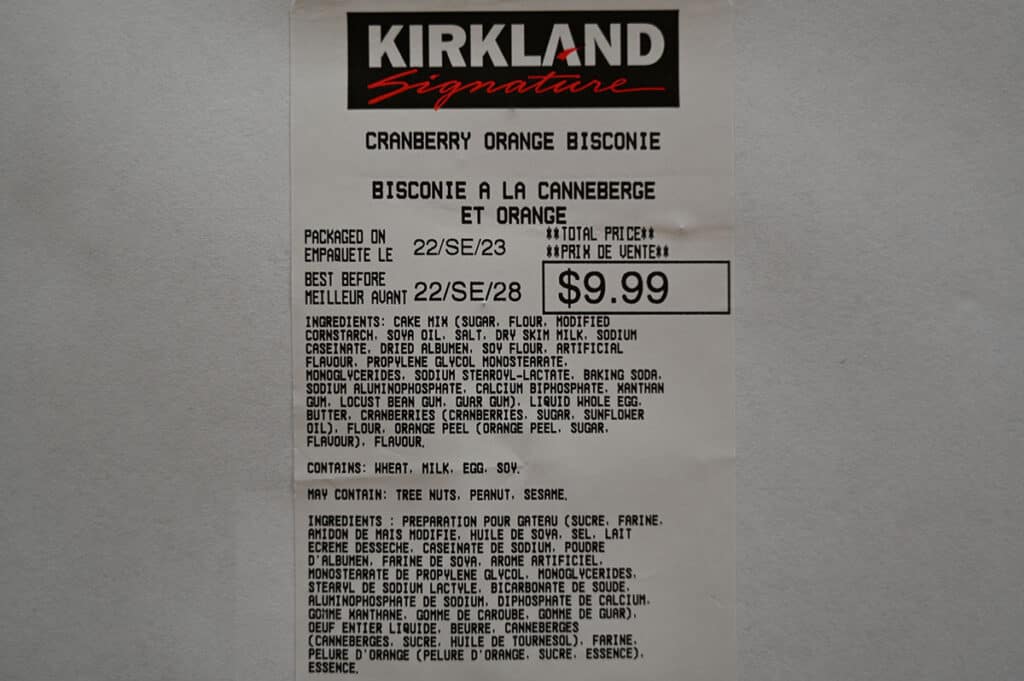 KIRKLAND
Signature
CRANBERRY ORANGE BISCONIE
BISCONIE A LA CANNEBERGE
ET ORANGE
PACKAGED ON
EMPAQUETE LE 22/SE/23
**TOTAL PRICE**
**PRIX DE VENTE**
BEST BEFORE
MEILLEUR AVANT 22/SE/28
$9.99
INGREDIENTS: CAKE MIX (SUGAR, FLOUR, MODIFIED
CORNSTARCH, SOYA OIL, SALT, DRY SKIM MILK, SODIUM
CASEINATE, DRIED ALBUMEN, SOY FLOUR, ARTIFICIAL
FLAVOUR, PROPYLENE GLYCOL MONOSTEARATE,
MONOGLYCERIDES, SODIUM STEAROYL-LACTATE, BAKING SODA,
SODIUM ALUMINOPHOSPHATE, CALCIUM BIPHOSPHATE, XANTHAN
GUM, LOCUST BEAN GUM, GUAR GUM), LIQUID WHOLE EGG,
BUTTER, CRANBERRIES (CRANBERRIES, SUGAR, SUNFLOWER
OIL), FLOUR, ORANGE PEEL (ORANGE PEEL, SUGAR,
FLAVOUR), FLAVOUR.
CONTAINS: WHEAT, MILK, EGG, SOY.
MAY CONTAIN: TREE NUTS, PEANUT, SESAME.
INGREDIENTS : PREPARATION POUR GATEAU (SUCRE, FARINE,
AMIDON DE MAIS MODIFIE, HUILE DE SOYA, SEL, LAIT
ECREME DESSECHE, CASEINATE DE SODIUM, POUDRE
D'ALBUMEN, FARINE DE SOYA, AROME ARTIFICIEL,
MONOSTEARATE DE PROPYLENE GLYCOL, MONOGLYCERIDES,
STEARYL DE SODIUM LACTYLE, BICARBONATE DE SOUDE,
ALUMINOPHOSPHATE DE SODIUM, DIPHOSPHATE DE CALCIUM,
GOMME XANTHANE, GOMME DE CAROUBE, GOMME DE GUAR),
OEUF ENTIER LIQUIDE, BEURRE, CANNEBERGES
(CANNEBERGES, SUCRE, HUILE DE TOURNESOL), FARINE,
PELURE D'ORANGE (PELURE D'ORANGE, SUCRE, ESSENCE),
ESSENCE.